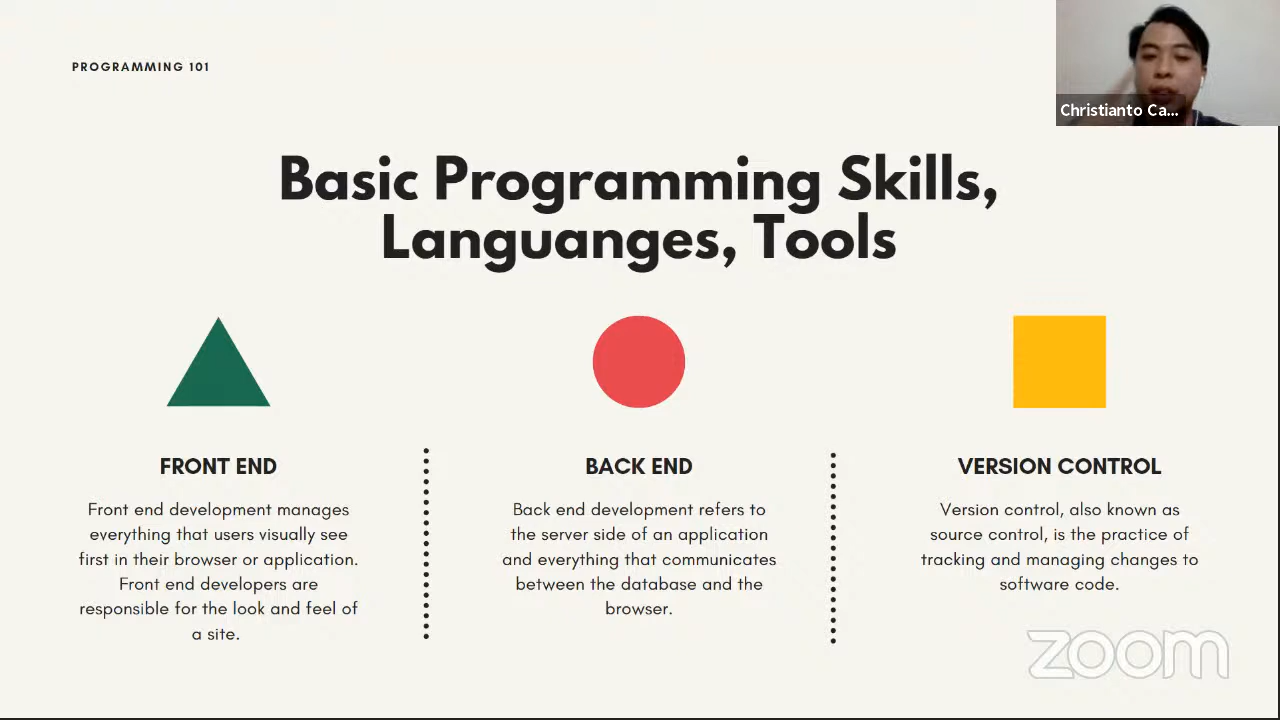 PROGRAMMING 101
Christianto Ca...
Basic Programming Skills,
Languanges, Tools
FRONT END
Front end development manages
everything that users visually see
first in their browser or application.
Front end developers are
responsible for the look and feel of
a site.
BACK END
Back end development refers to
the server side of an application
and everything that communicates
between the database and the
browser.
VERSION CONTROL
Version control, also known as
source control, is the practice of
tracking and managing changes to
software code.
zoom